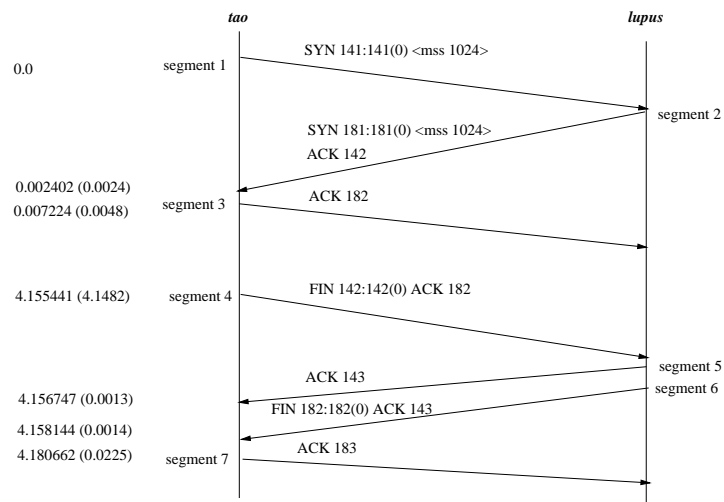 tao
lupus
SYN 141:141(0) <mss 1024>
0.0
segment 1
segment 2
SYN 181:181(0) <mss 1024>
ACK 142
0.002402 (0.0024)
ACK 182
0.007224 (0.0048)
segment 3
4.155441 (4.1482)
segment 4
FIN 142:142(0) ACK 182
segment 5
ACK 143
segment 6
4.156747 (0.0013)
FIN 182:182(0) ACK 143
4.158144 (0.0014)
4.180662 (0.0225)
segment 7
ACK 183